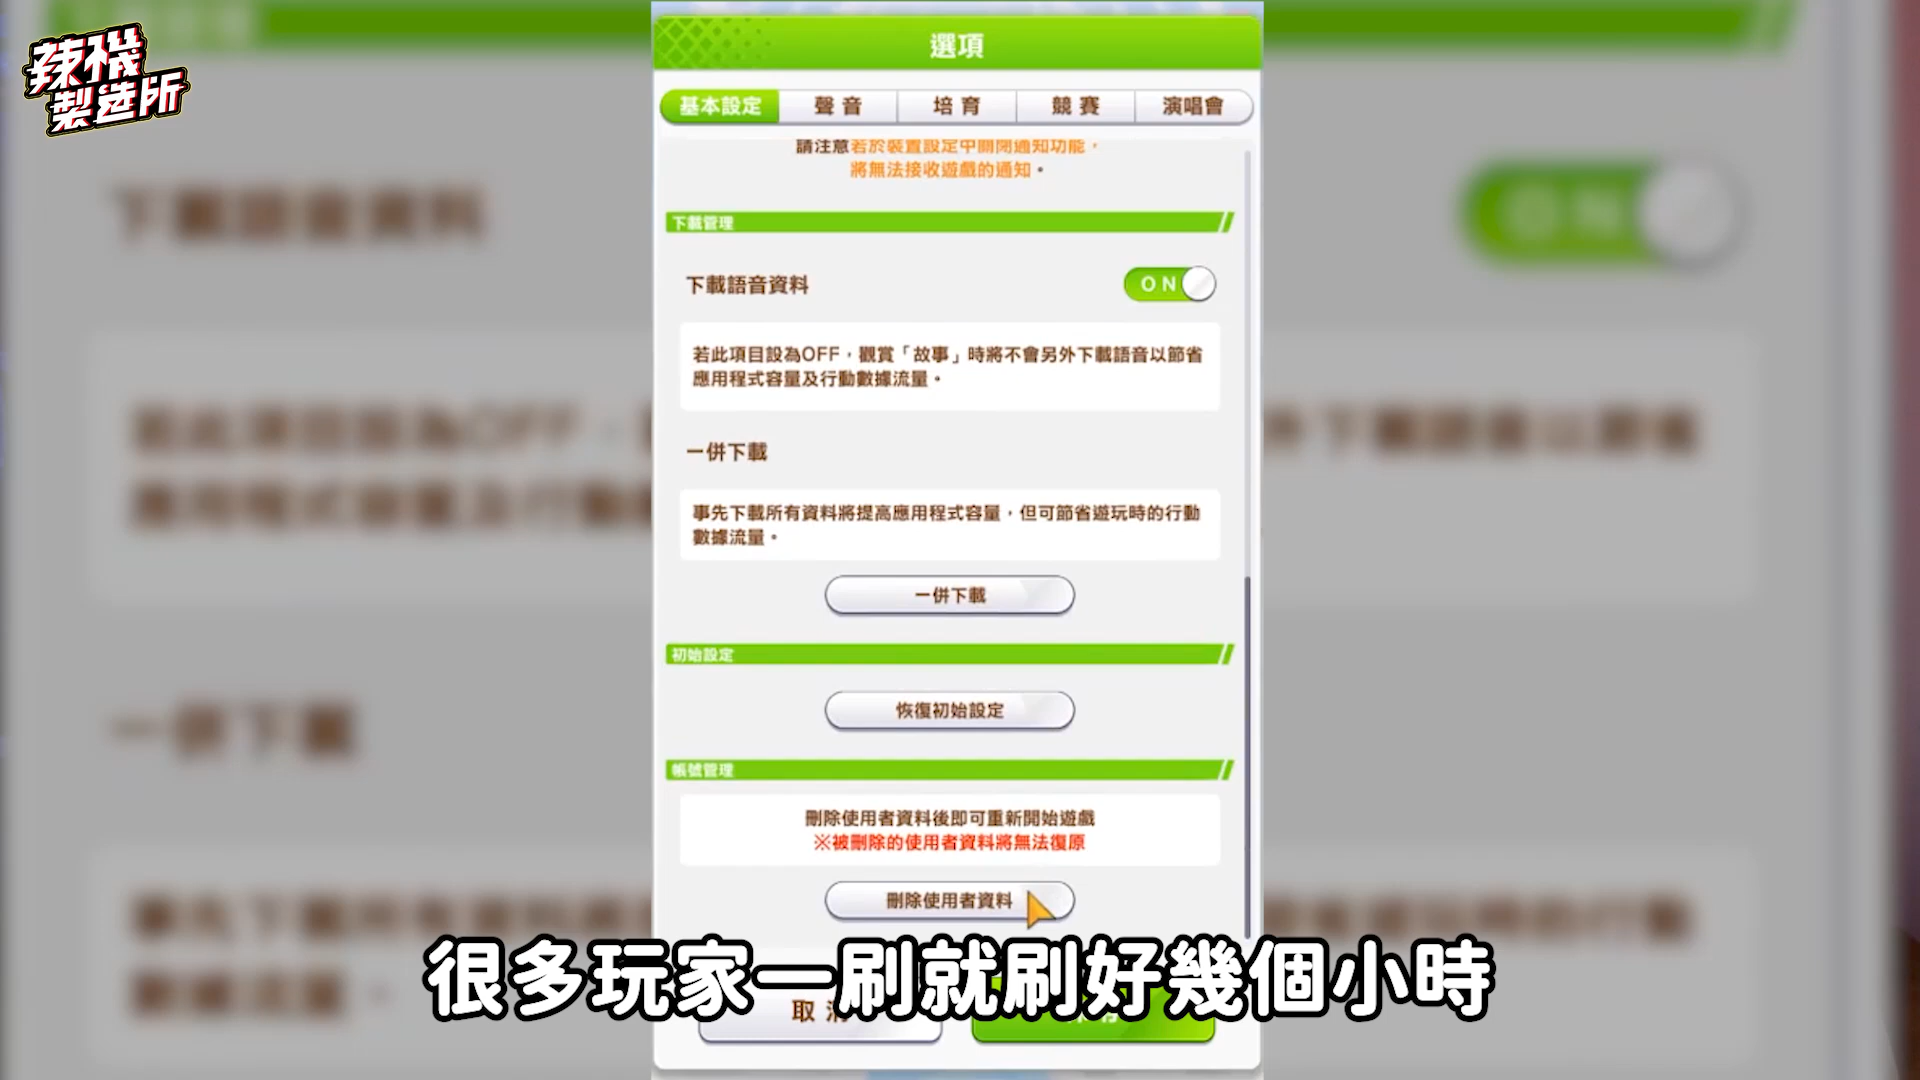 辣機
製造所
選項
基本設定
聲音
培育
競賽
演唱會
請注意若於裝置設定中關閉通知功能，
將無法接收遊戲的通知。
下載管理
下載語音資料
ON
若此項目設為OFF，觀賞「故事」時將不會另外下載語音以節省
應用程式容量及行動數據流量。
一併下載
事先下載所有資料將提高應用程式容量，但可節省遊玩時的行動
數據流量。
一併下載
初始設定
恢復初始設定
帳號管理
刪除使用者資料後即可重新開始遊戲
※被刪除的使用者資料將無法復原
刪除使用者資料
很多玩家一刷就刷好幾個小時
取消